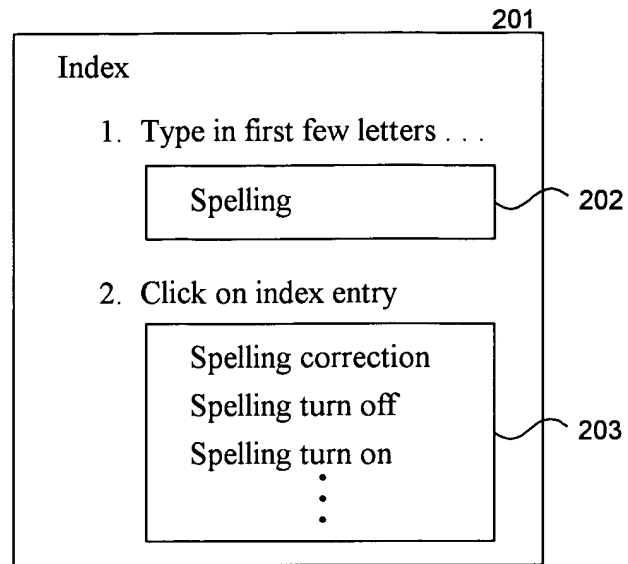 201
Index
1. Type in first few letters . . .
Spelling
202
2. Click on index entry
Spelling correction
Spelling turn off
203
Spelling turn on